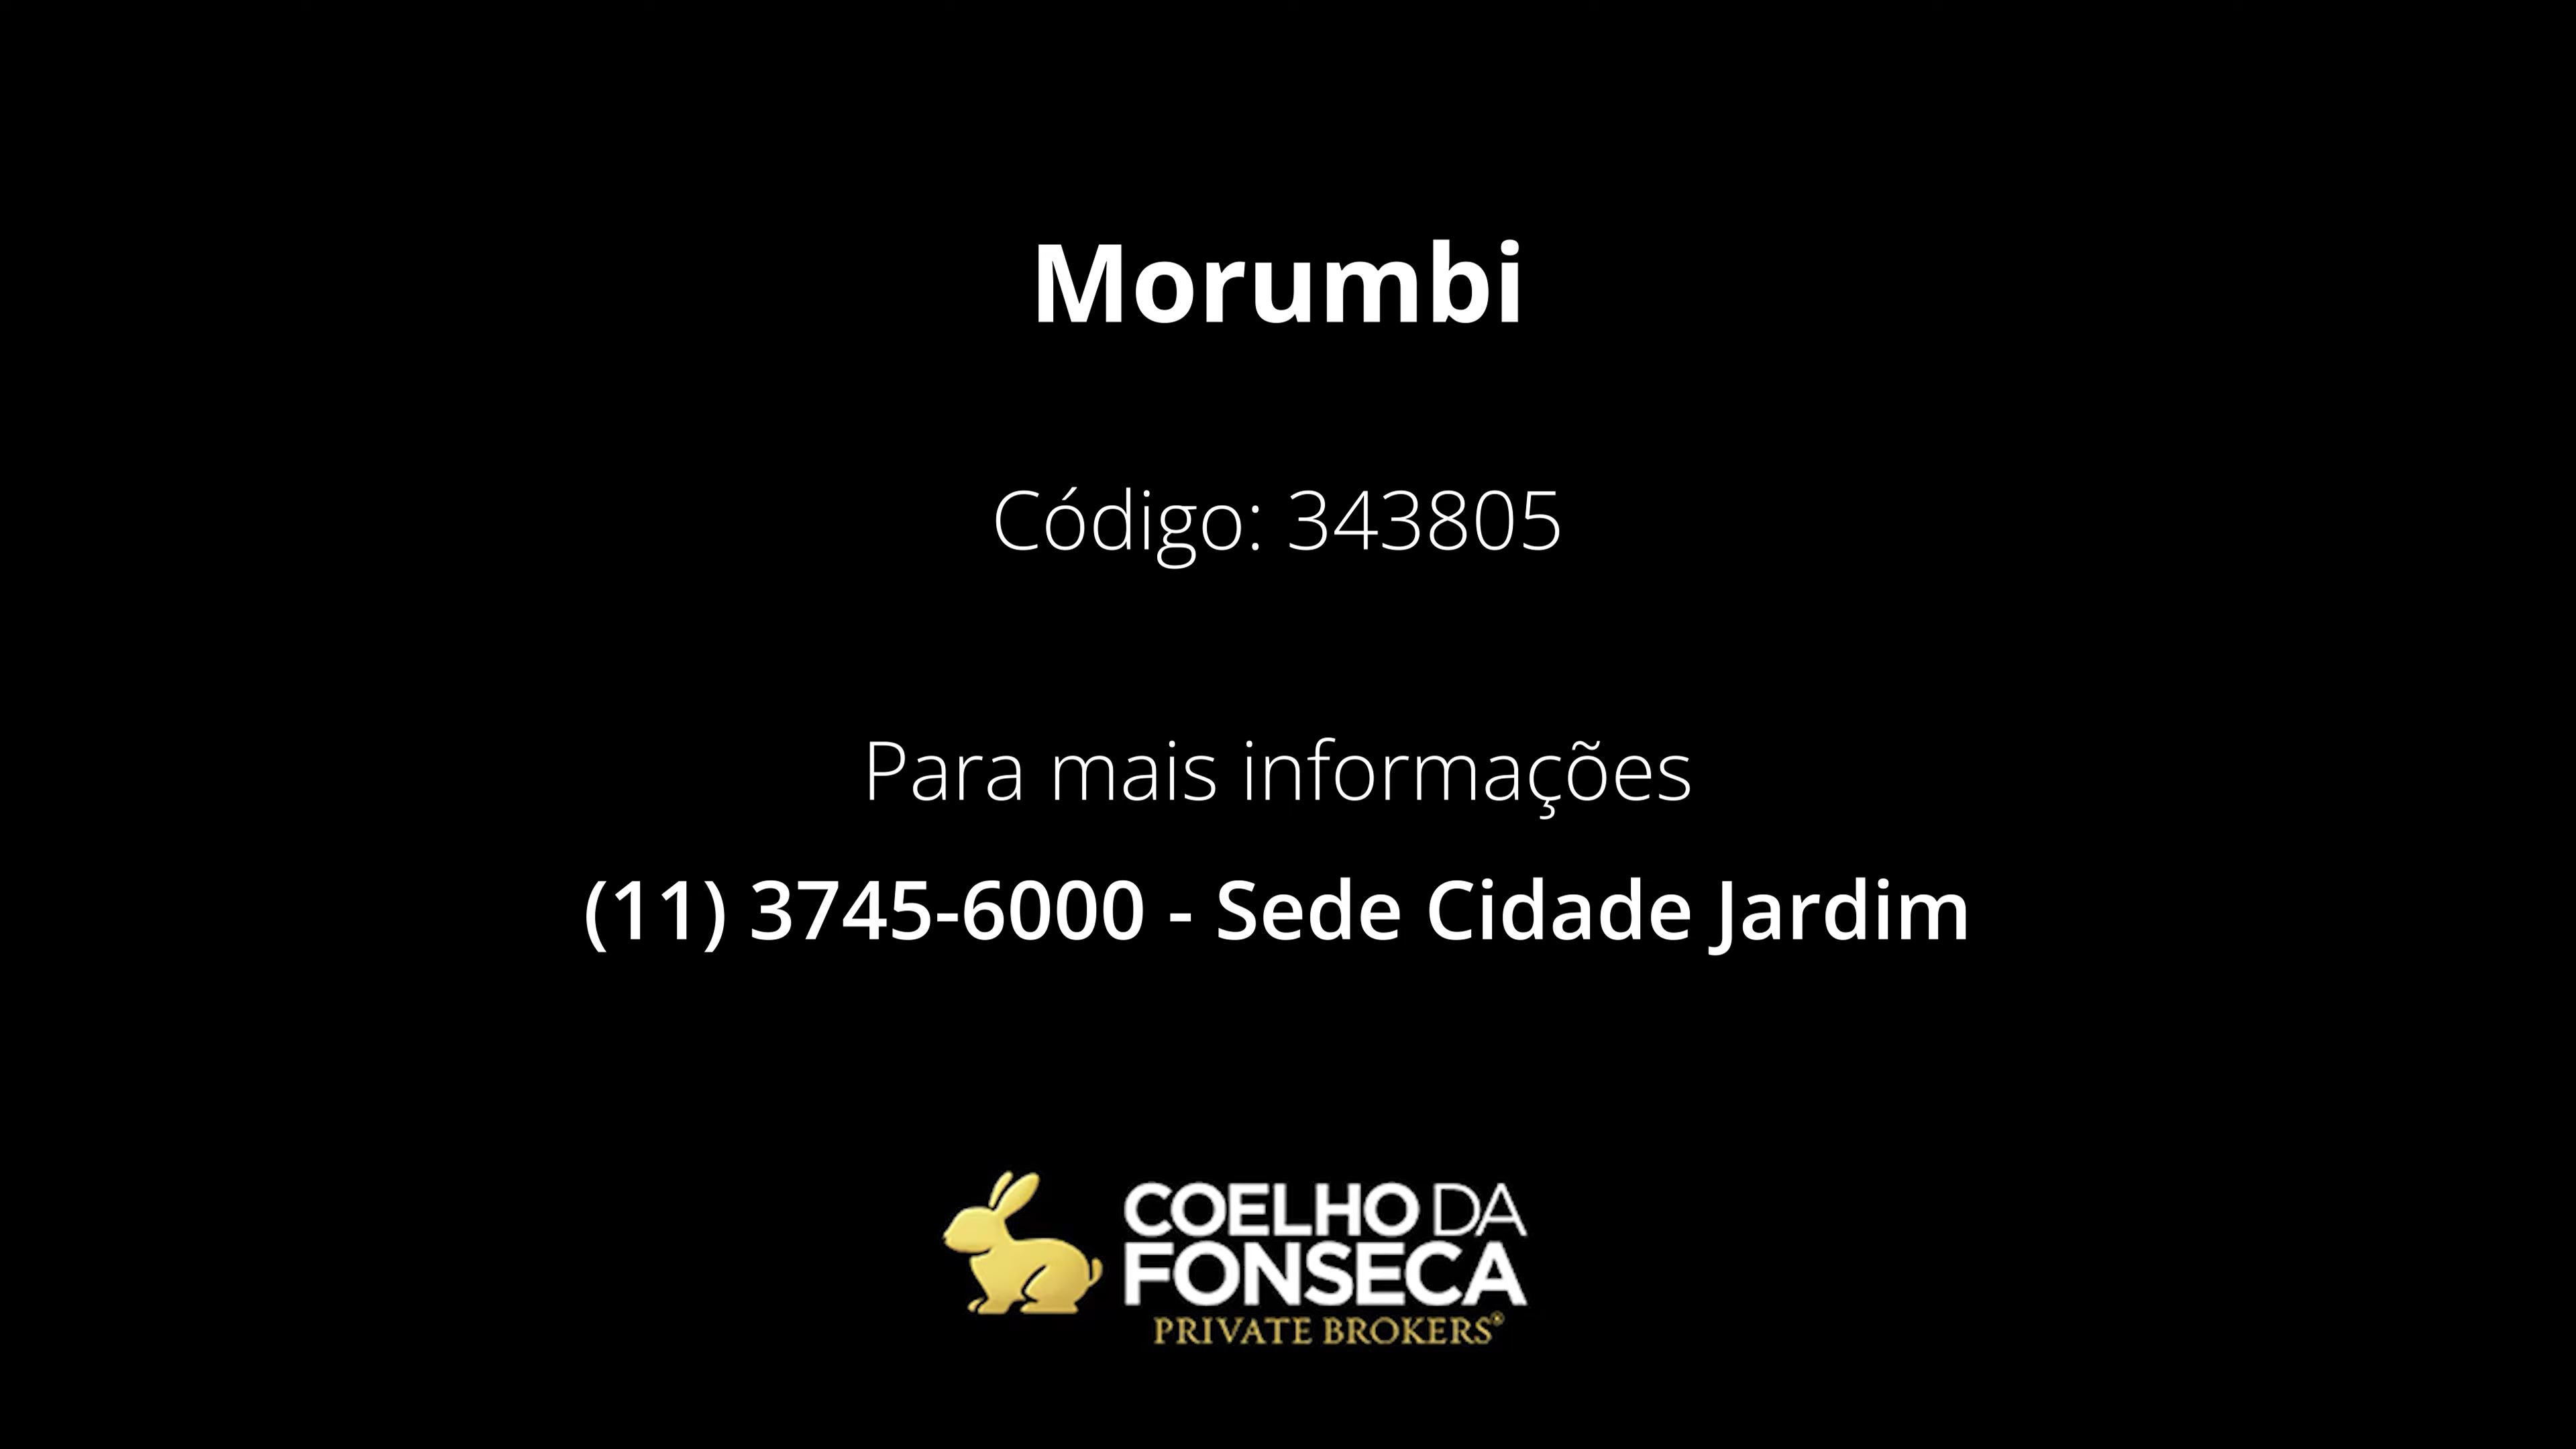 Morumbi
Código: 343805
Para mais informações
(11) 3745-6000 - Sede Cidade Jardim
COELHO DA
FONSECA
PRIVATE BROKERS®